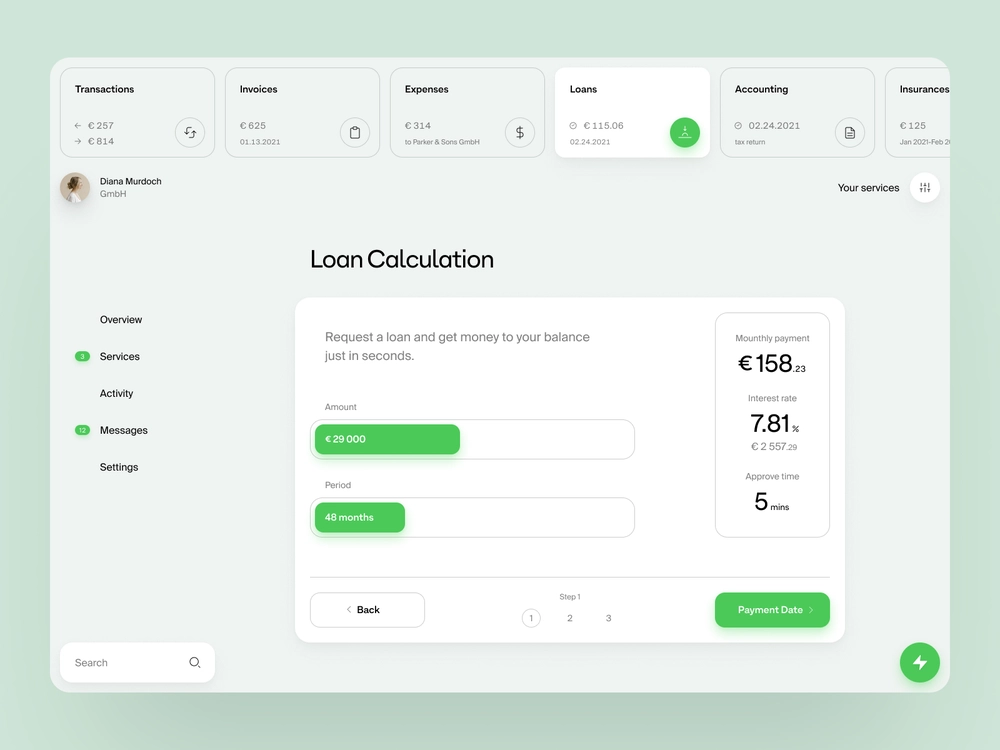 Transactions
← € 257
→ € 814
Invoices
€ 625
01.13.2021
Expenses
€ 314
to Parker & Sons GmbH
Loans
€ 115.06
02.24.2021
Accounting
02.24.2021
tax return
Insurances
€ 125
Jan 2021-Feb 20
Diana Murdoch
GmbH
Your services
Loan Calculation
Overview
3 Services
Activity
12 Messages
Settings
Request a loan and get money to your balance
just in seconds.
Amount
€ 29 000
Period
48 months
Mounthly payment
€ 158.23
Interest rate
7.81 %
€ 2 557.29
Approve time
5 mins
Back
Step 1
1 2 3
Payment Date
Search